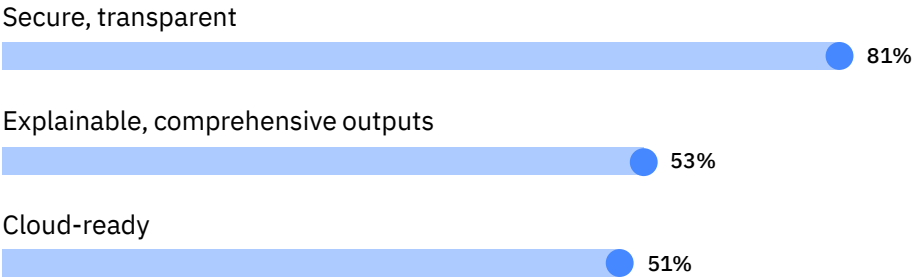 Secure, transparent
81%
Explainable, comprehensive outputs
53%
Cloud-ready
51%